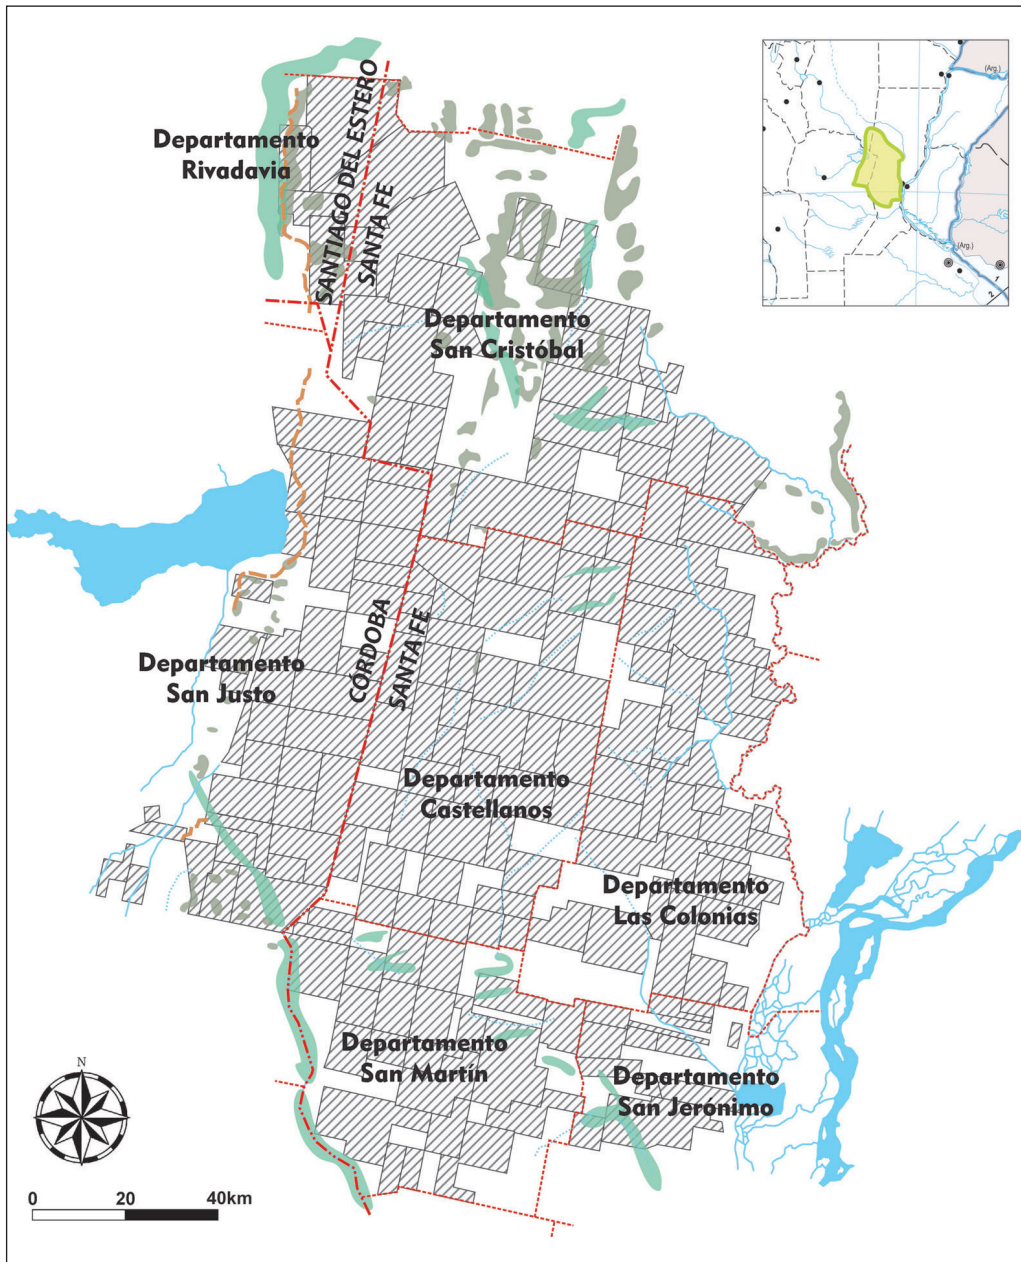 Departamento
Rivadavia
SANTIAGO DEL ESTERO
SANTA FE
(Arg.)
(Arg.)
1
2
Departamento
San Cristóbal
CÓRDOBA
SANTA FE
Departamento
San Justo
Departamento
Castellanos
Departamento
Las Colonias
Departamento
San Martín
Departamento
San Jeronimo
N
0 20 40km